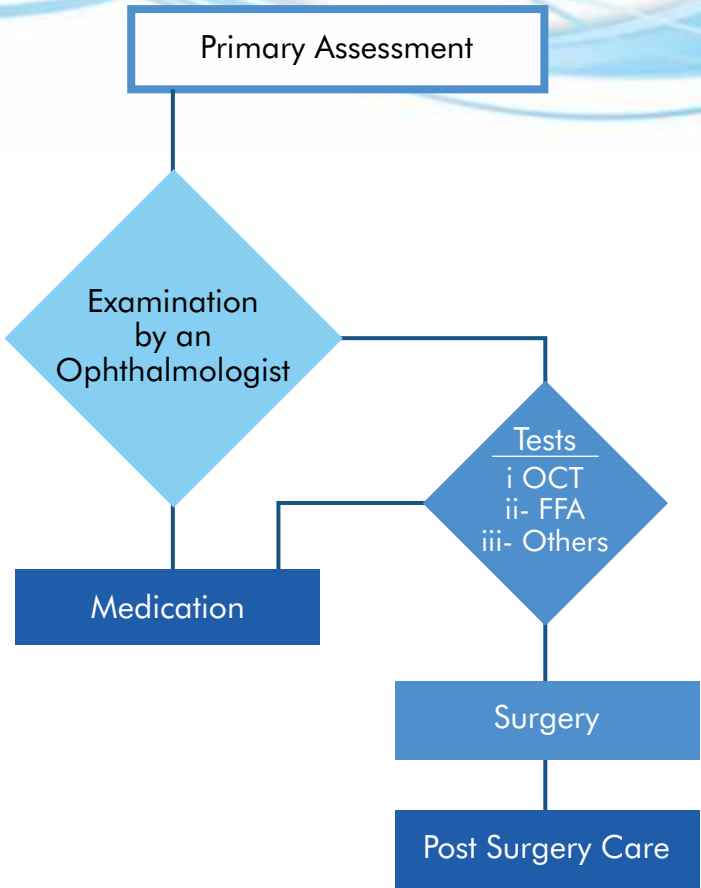 Primary Assessment
Examination
by an
Ophthalmologist
Tests
i OCT
ii- FFA
iii- Others
Medication
Surgery
Post Surgery Care